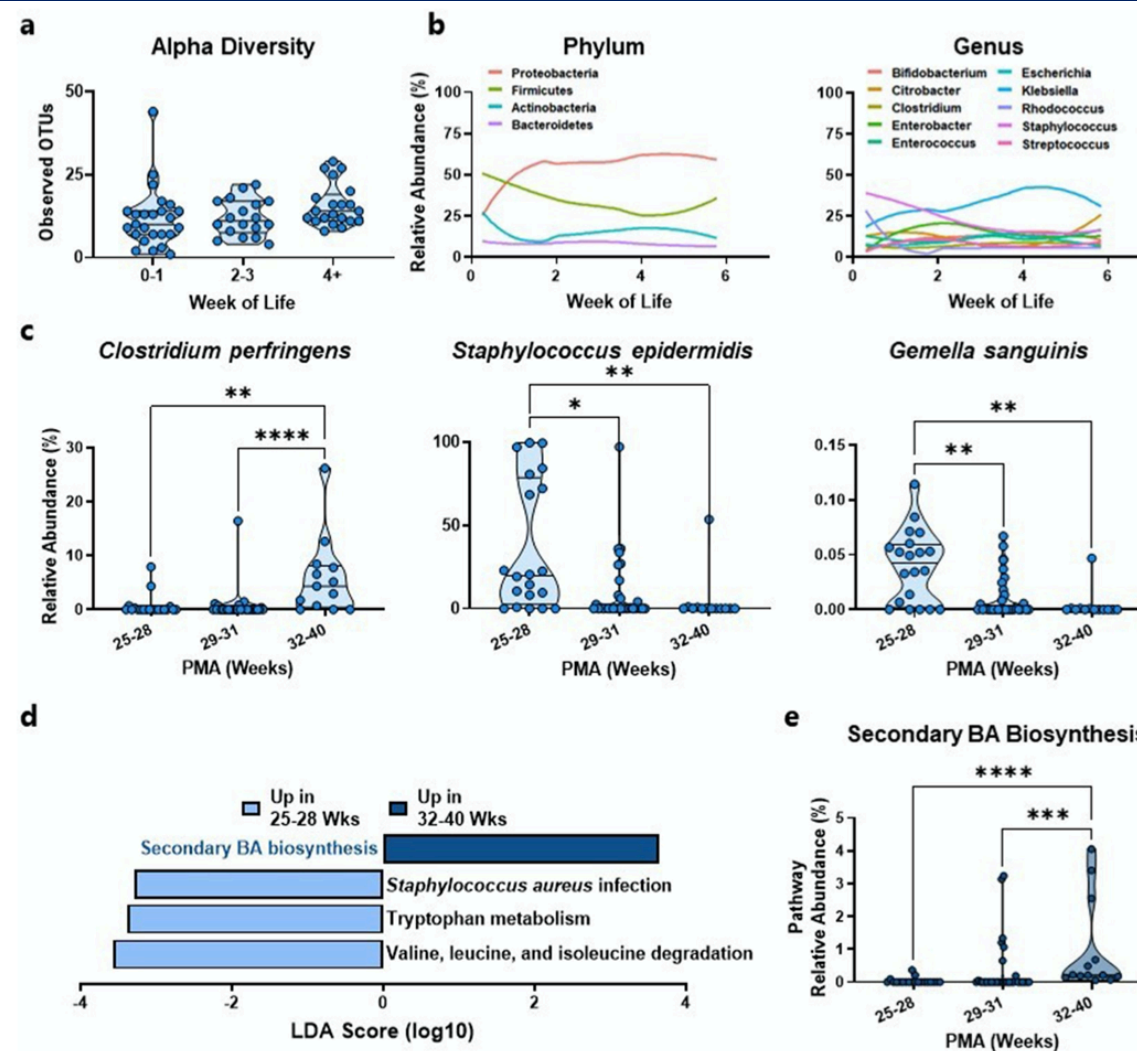 a
Alpha Diversity
50
25
0
Observed OTUs
0-1
2-3
4+
Week of Life
b
Phylum
Proteobacteria
Firmicutes
Actinobacteria
Bacteroidetes
100
75
50
25
0
Relative Abundance (%)
0
2
4
6
Week of Life
Genus
Bifidobacterium
Citrobacter
Clostridium
Enterobacter
Enterococcus
Escherichia
Klebsiella
Rhodococcus
Staphylococcus
Streptococcus
100
75
50
25
0
0
2
4
6
Week of Life
c
Clostridium perfringens
**
****
30
20
10
0
Relative Abundance (%)
25-28
29-31
32-40
PMA (Weeks)
Staphylococcus epidermidis
**
*
100
50
0
25-28
29-31
32-40
PMA (Weeks)
Gemella sanguinis
**
**
0.15
0.10
0.05
0.00
25-28
29-31
32-40
PMA (Weeks)
d
Up in
25-28 Wks
Up in
32-40 Wks
Secondary BA biosynthesis
Staphylococcus aureus infection
Tryptophan metabolism
Valine, leucine, and isoleucine degradation
-4
-2
0
2
4
LDA Score (log10)
e
Secondary BA Biosynthesis
****
***
5
4
3
2
1
0
Pathway
Relative Abundance (%)
25-28
29-31
32-40
PMA (Weeks)